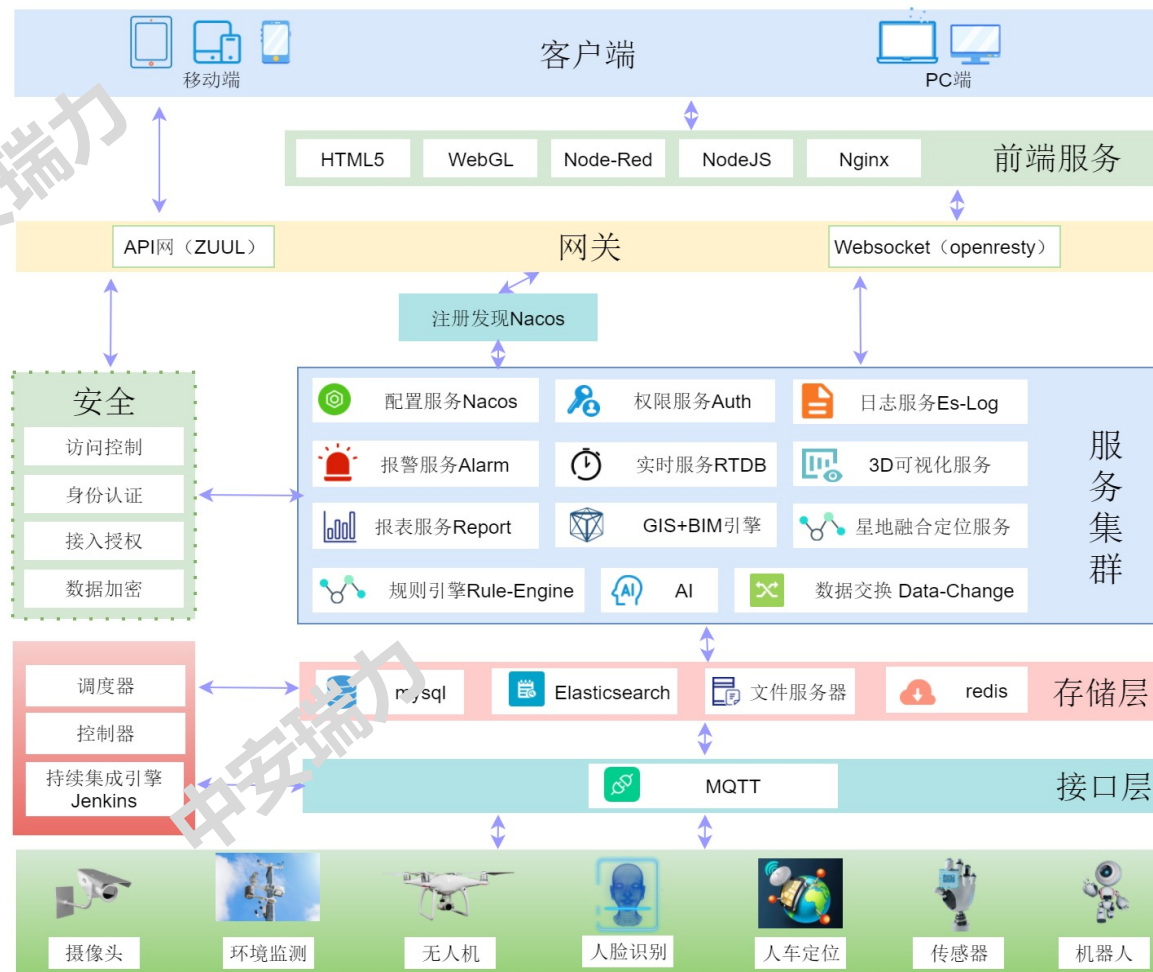 客户端
移动端
PC端
HTML5
WebGL
Node-Red
NodeJS
Nginx
前端服务
API网（ZUUL）
网关
Websocket（openresty）
注册发现Nacos
安全
访问控制
身份认证
接入授权
数据加密
配置服务Nacos
权限服务Auth
日志服务Es-Log
报警服务Alarm
实时服务RTDB
3D可视化服务
报表服务Report
GIS+BIM引擎
星地融合定位服务
规则引擎Rule-Engine
AI
AI
数据交换 Data-Change
服务集群
调度器
控制器
持续集成引擎
Jenkins
mysql
Elasticsearch
文件服务器
redis
存储层
MQTT
接口层
摄像头
环境监测
无人机
人脸识别
人车定位
传感器
机器人
安瑞力
中安瑞力